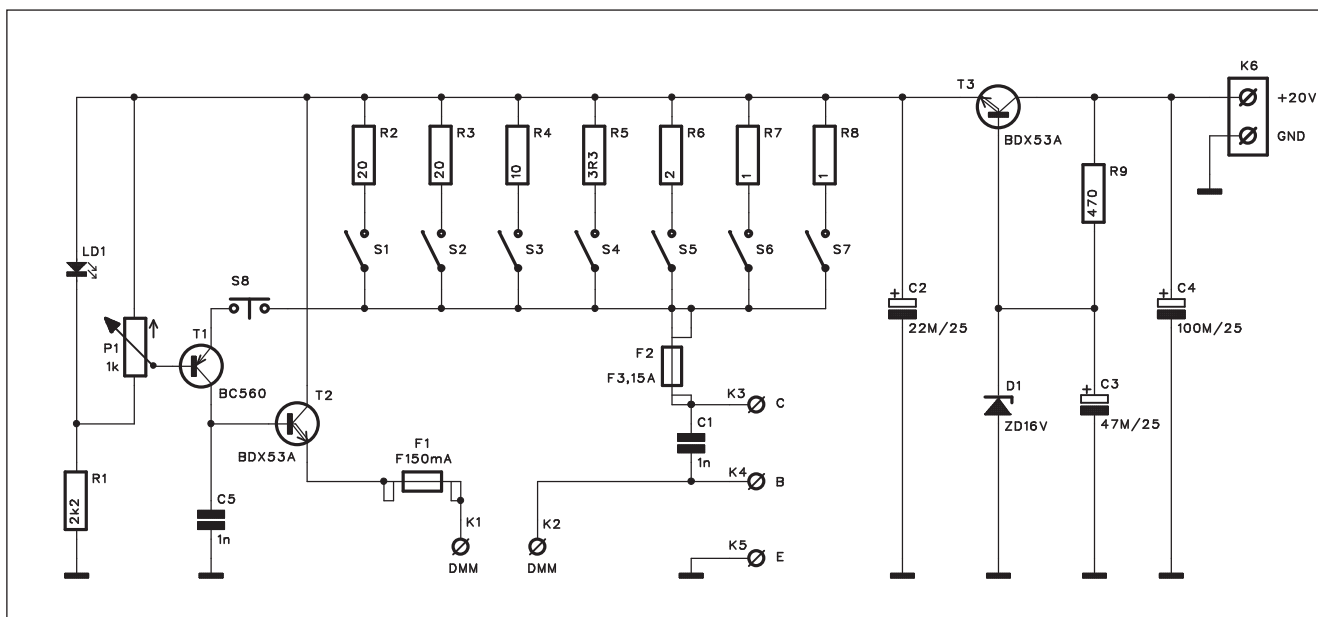 K6
T3
+20V
R2
R3
R4
R5
R6
R7
R8
GND
BDX53A
20
20
10
3R3
2
1
1
R9
470
LD1
S1
S2
S3
S4
S5
S6
S7
S8
+
C2
22M/25
+
C4
100M/25
T1
P1
1k
F2
F3,15A
BC560
T2
K3
C
D1
ZD16V
+
C3
47M/25
C1
1n
BDX53A
F1
F150mA
K4
B
R1
2k2
C5
1n
K1
K2
K5
E
DMM
DMM